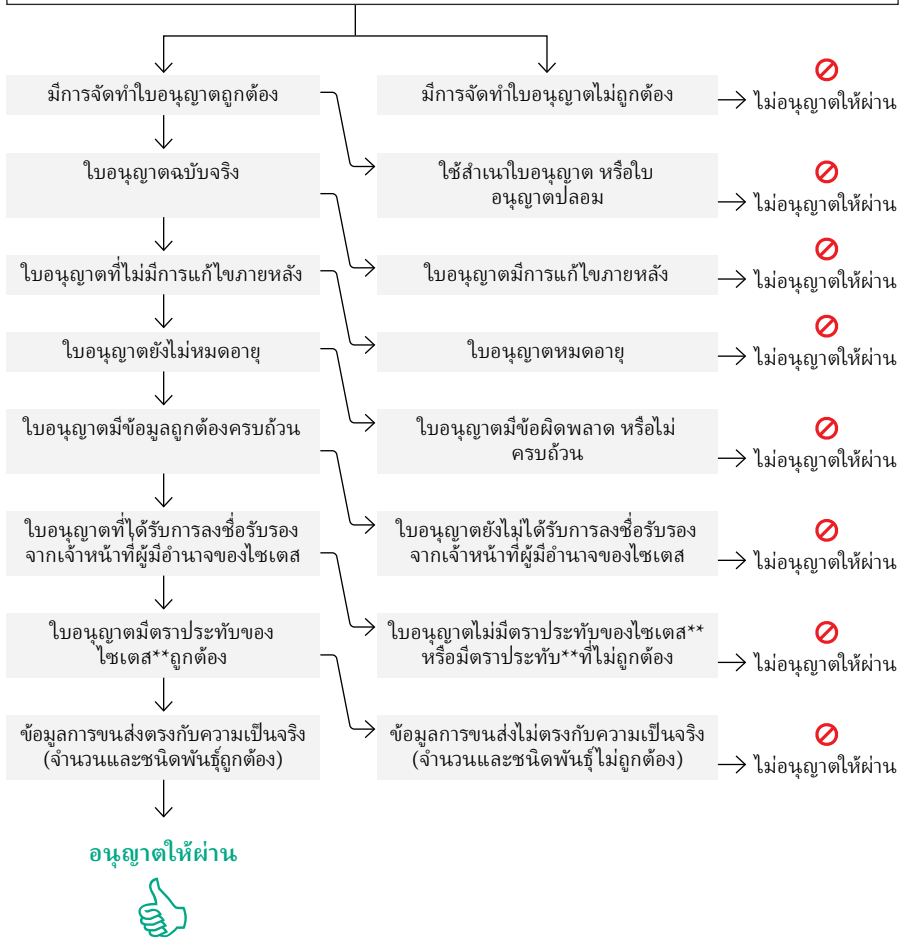 มีการจัดทำใบอนุญาตถูกต้อง
มีการจัดทำใบอนุญาตไม่ถูกต้อง
ไม่อนุญาตให้ผ่าน
ใบอนุญาตฉบับจริง
ใช้สำเนาใบอนุญาต หรือใบ
อนุญาตปลอม
ไม่อนุญาตให้ผ่าน
ใบอนุญาตที่ไม่มีการแก้ไขภายหลัง
ใบอนุญาตมีการแก้ไขภายหลัง
ไม่อนุญาตให้ผ่าน
ใบอนุญาตยังไม่หมดอายุ
ใบอนุญาตหมดอายุ
ไม่อนุญาตให้ผ่าน
ใบอนุญาตมีข้อมูลถูกต้องครบถ้วน
ใบอนุญาตมีข้อผิดพลาด หรือไม่
ครบถ้วน
ไม่อนุญาตให้ผ่าน
ใบอนุญาตที่ได้รับการลงชื่อรับรอง
จากเจ้าหน้าที่ผู้มีอำนาจของไซเตส
ใบอนุญาตยังไม่ได้รับการลงชื่อรับรอง
จากเจ้าหน้าที่ผู้มีอำนาจของไซเตส
ไม่อนุญาตให้ผ่าน
ใบอนุญาตมีตราประทับของ
ไซเตส**ถูกต้อง
ใบอนุญาตไม่มีตราประทับของไซเตส**
หรือมีตราประทับ**ที่ไม่ถูกต้อง
ไม่อนุญาตให้ผ่าน
ข้อมูลการขนส่งตรงกับความเป็นจริง
(จำนวนและชนิดพันธุ์ถูกต้อง)
ข้อมูลการขนส่งไม่ตรงกับความเป็นจริง
(จำนวนและชนิดพันธุ์ไม่ถูกต้อง)
ไม่อนุญาตให้ผ่าน
อนุญาตให้ผ่าน